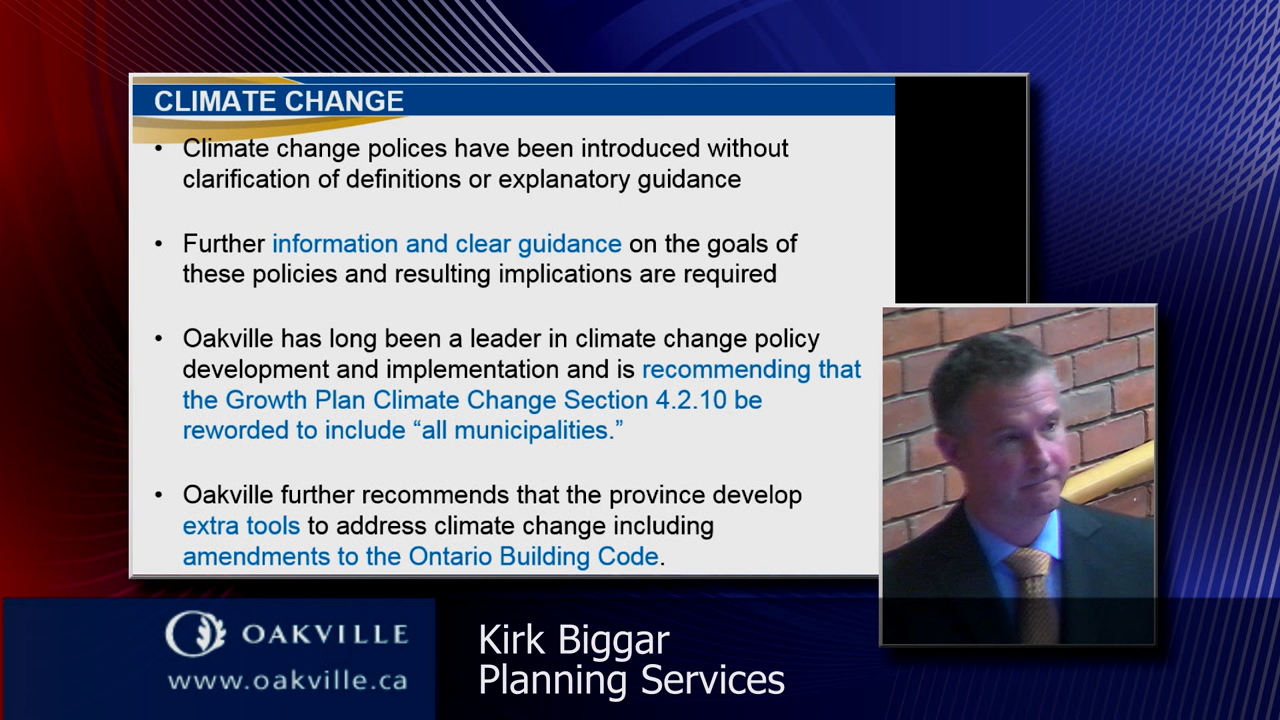 CLIMATE CHANGE
• Climate change polices have been introduced without
clarification of definitions or explanatory guidance
• Further information and clear guidance on the goals of
these policies and resulting implications are required
• Oakville has long been a leader in climate change policy
development and implementation and is recommending that
the Growth Plan Climate Change Section 4.2.10 be
reworded to include “all municipalities.”
• Oakville further recommends that the province develop
extra tools to address climate change including
amendments to the Ontario Building Code.
OAKVILLE
www.oakville.ca
Kirk Biggar
Planning Services